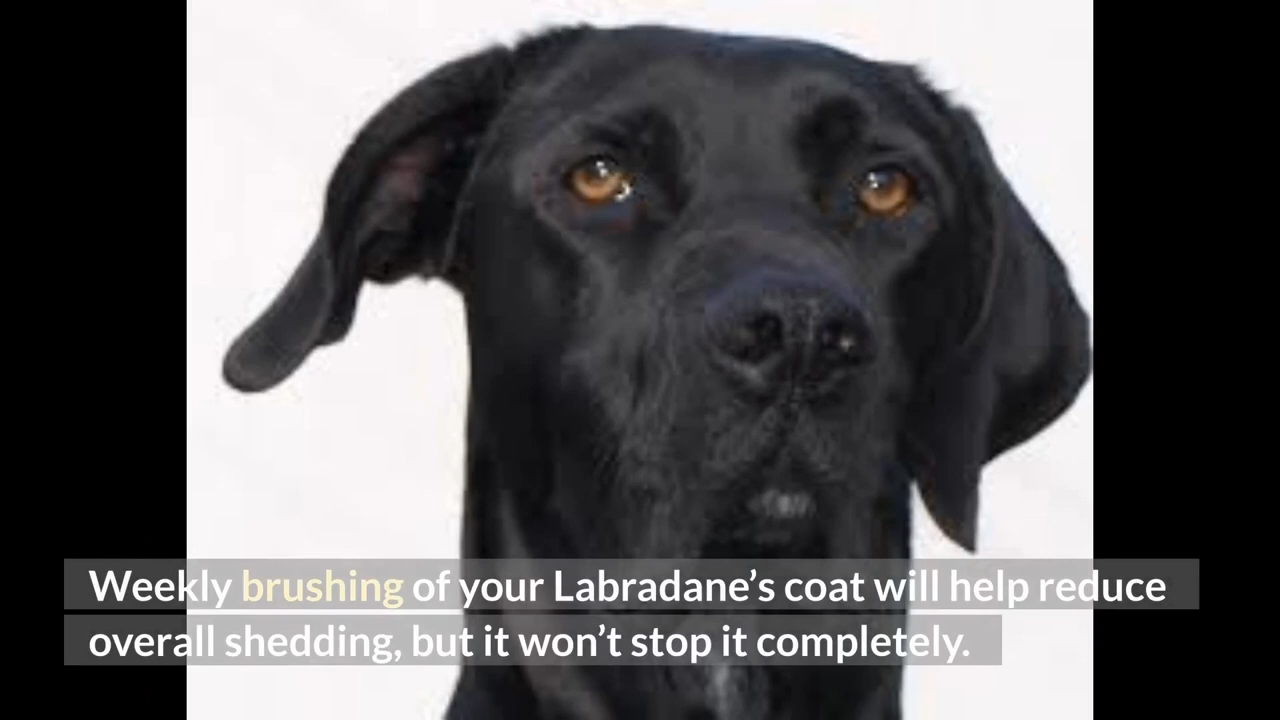 Weekly brushing of your Labradane’s coat will help reduce
overall shedding, but it won’t stop it completely.